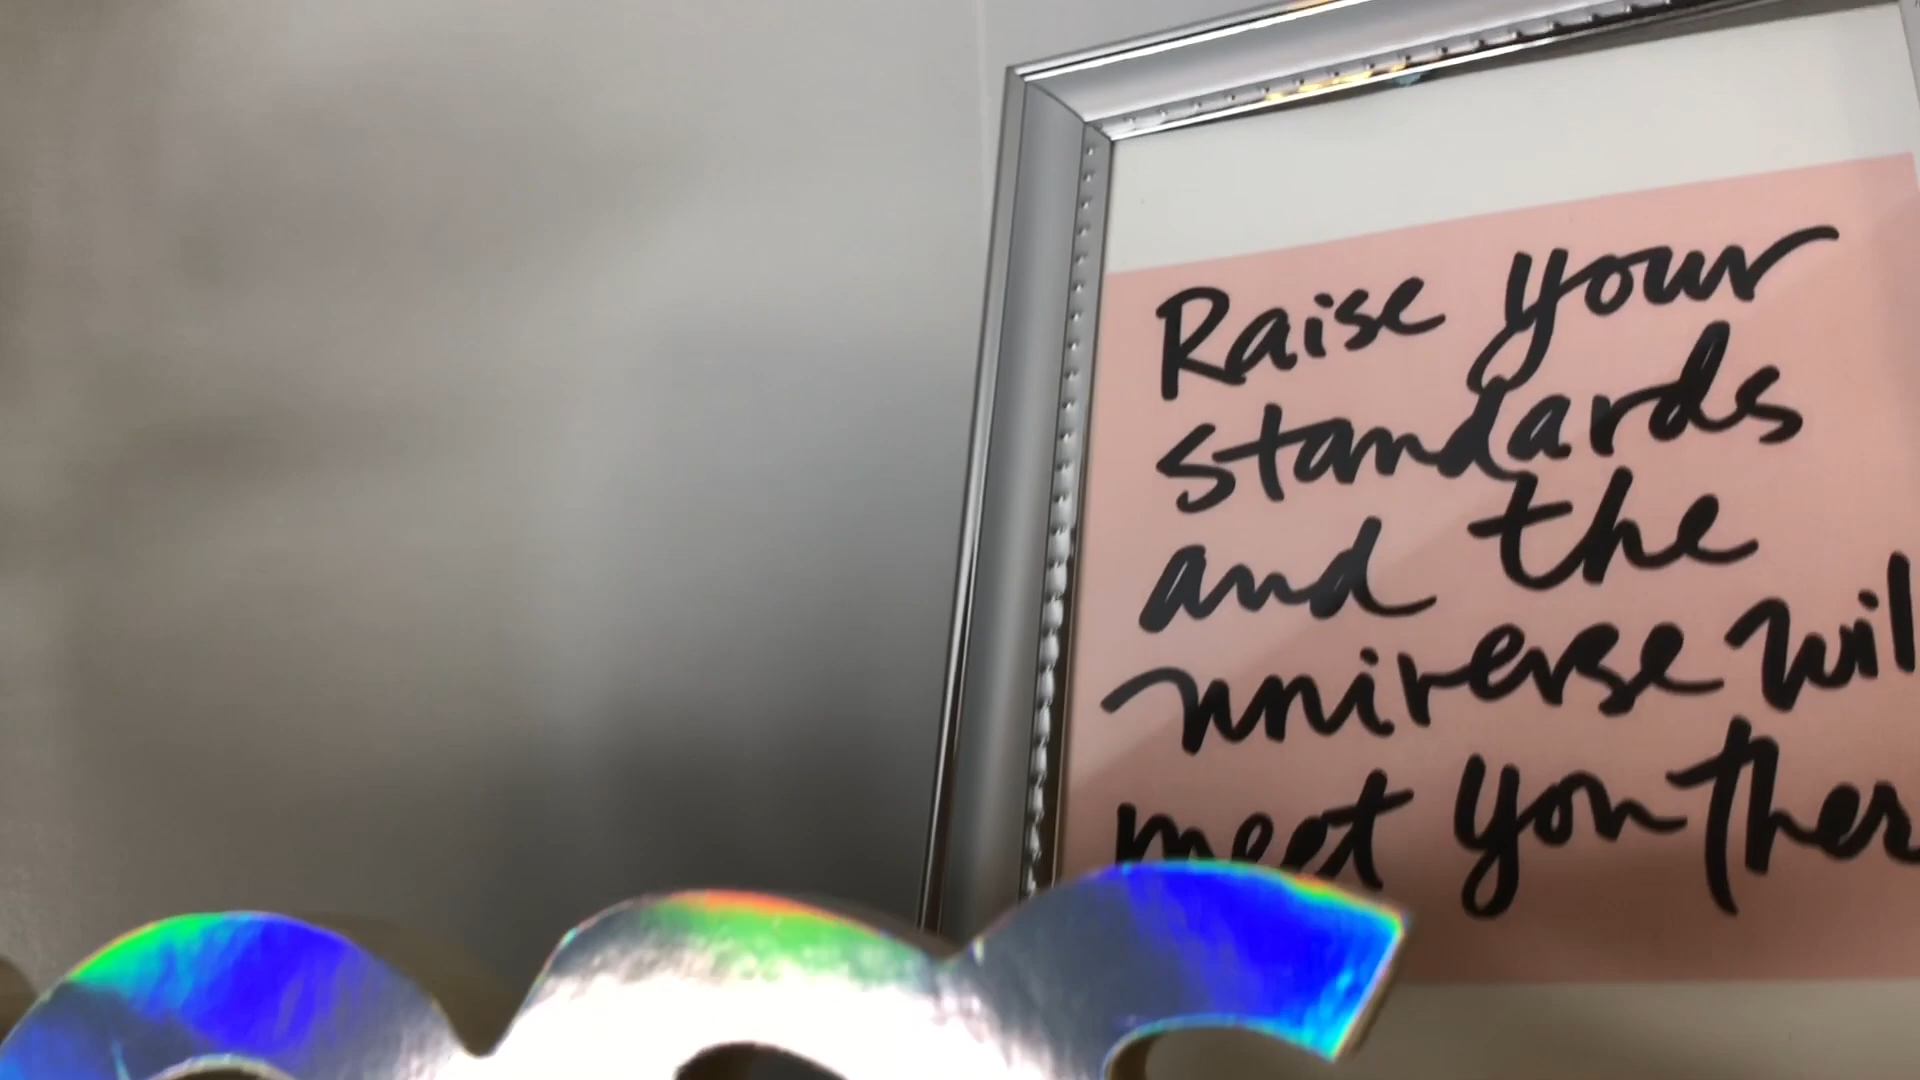 Raise your
standards
and the
universe wil
meet you ther